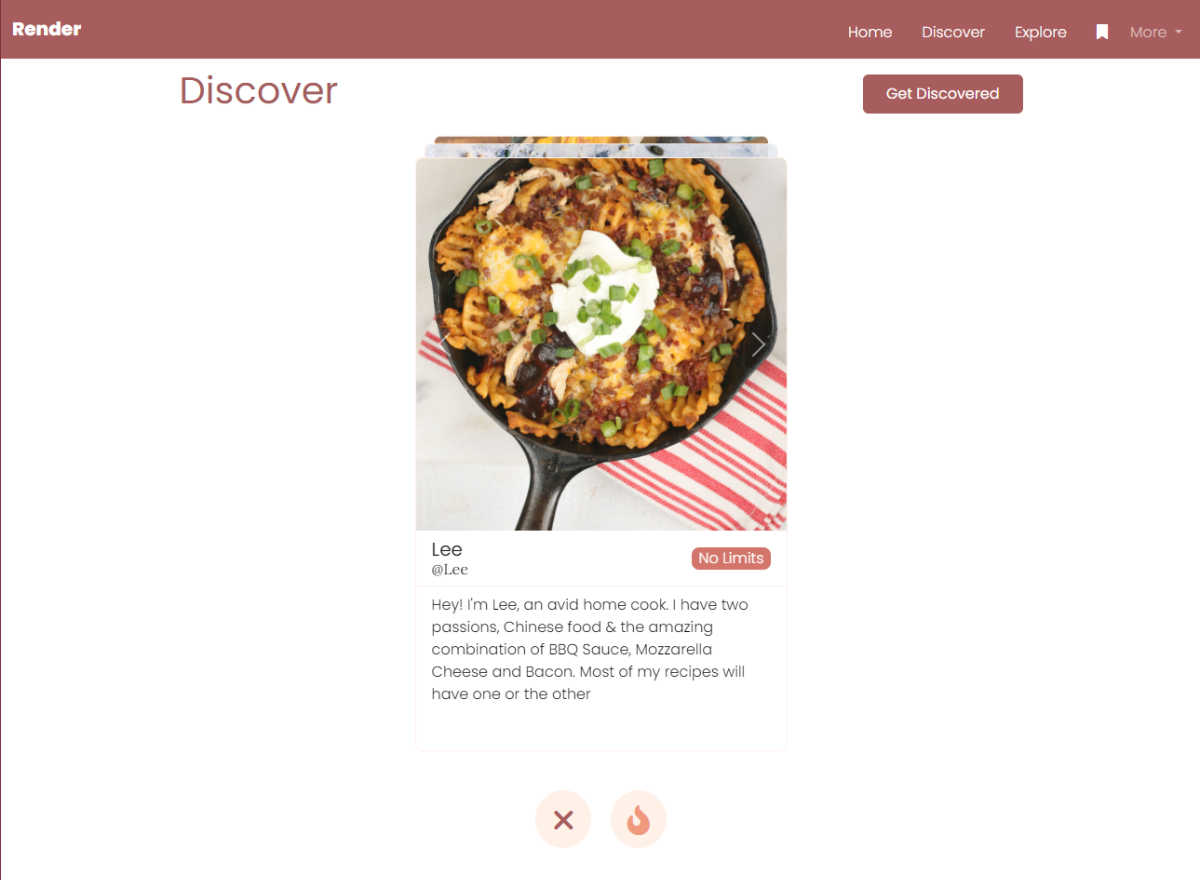 Render
Home Discover Explore More
Discover
Get Discovered
Lee
@Lee
No Limits
Hey! I'm Lee, an avid home cook. I have two
passions, Chinese food & the amazing
combination of BBQ Sauce, Mozzarella
Cheese and Bacon. Most of my recipes will
have one or the other